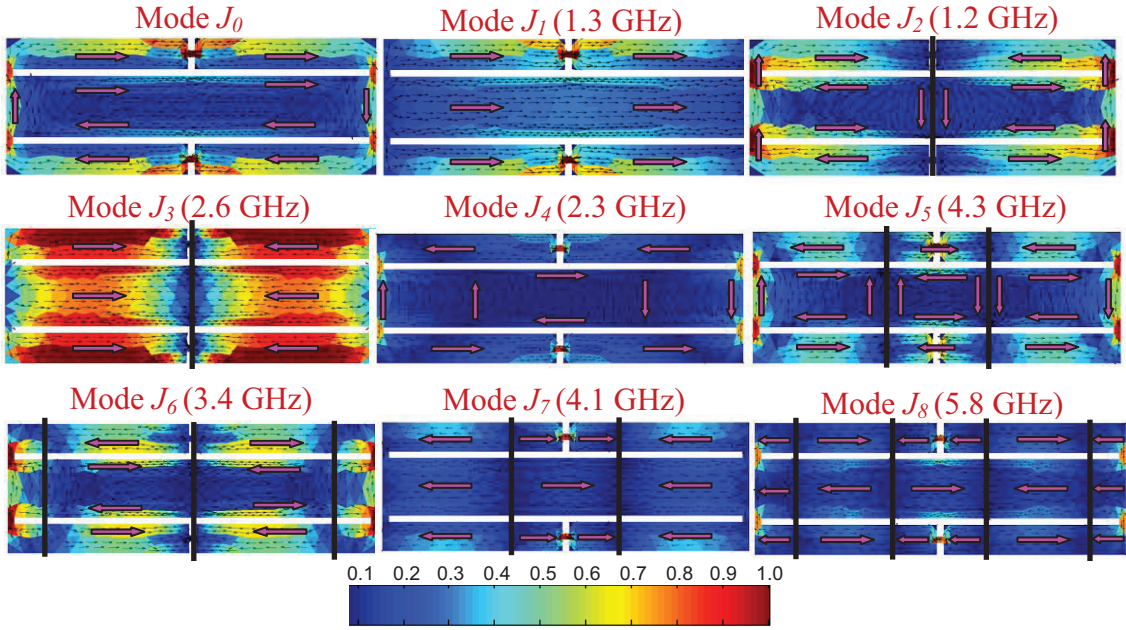 Mode J0
Mode J1 (1.3 GHz)
Mode J2 (1.2 GHz)
Mode J3 (2.6 GHz)
Mode J4 (2.3 GHz)
Mode J5 (4.3 GHz)
Mode J6 (3.4 GHz)
Mode J7 (4.1 GHz)
Mode J8 (5.8 GHz)
0.1 0.2 0.3 0.4 0.5 0.6 0.7 0.8 0.9 1.0